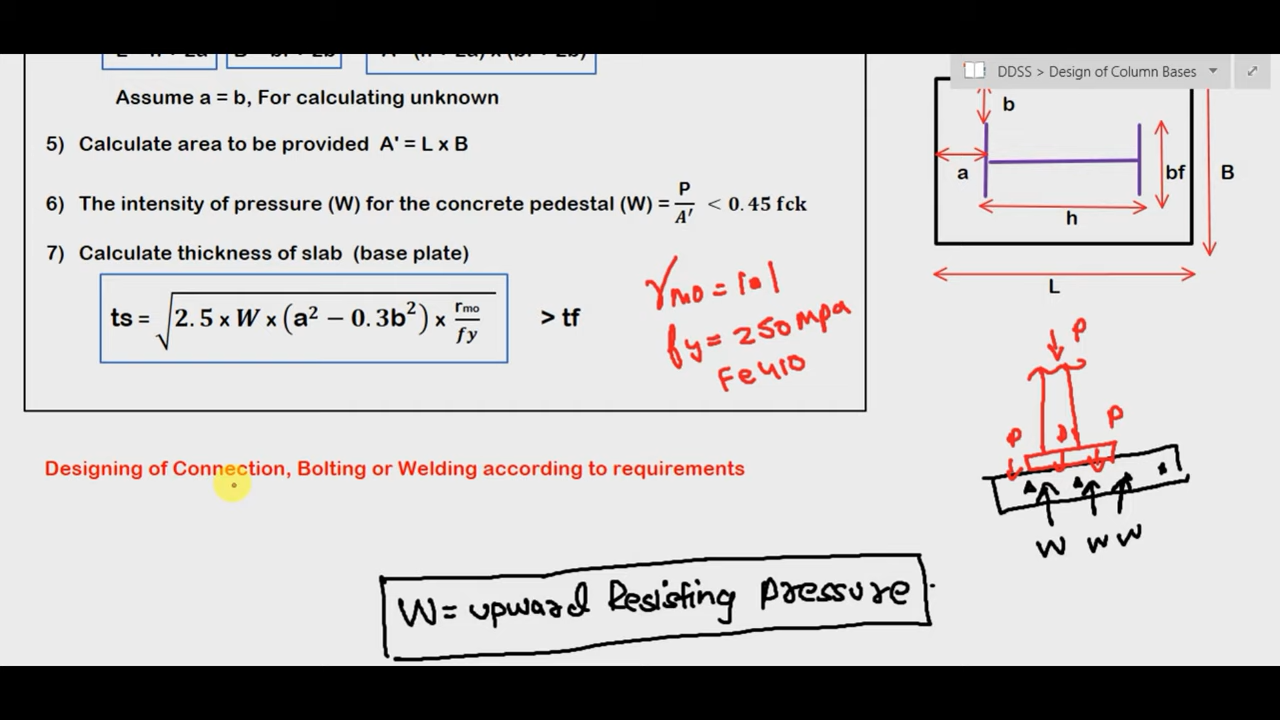 DDSS > Design of Column Bases
Assume a = b, For calculating unknown
5) Calculate area to be provided A' = L x B
6) The intensity of pressure (W) for the concrete pedestal (W) = P/A' < 0.45 fck
7) Calculate thickness of slab (base plate)
ts = √2.5 x W x (a² − 0.3b²) x rmo/fy > tf
γmo = 1.1
fy = 250 mpa
Fe410
b
a
bf
B
h
L
P
P
P
W W W
Designing of Connection, Bolting or Welding according to requirements
W = upward Resisting Pressure